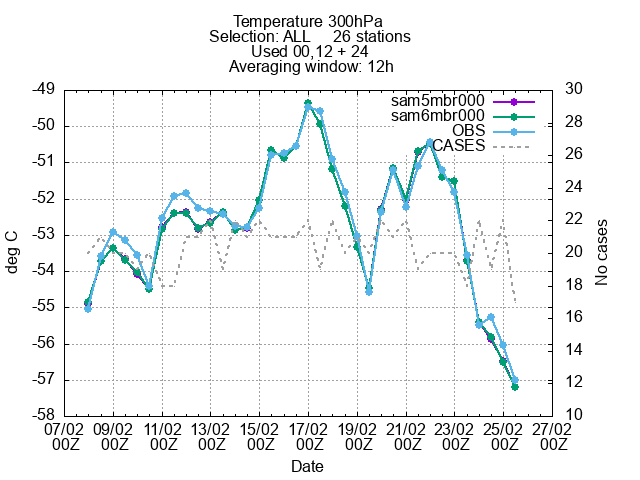 Temperature 300hPa
Selection: ALL 26 stations
Used 00,12 + 24
Averaging window: 12h
sam5mbr000
sam6mbr000
OBS
CASES
deg C
-49
-50
-51
-52
-53
-54
-55
-56
-57
-58
No cases
30
28
26
24
22
20
18
16
14
12
10
07/02 09/02 11/02 13/02 15/02 17/02 19/02 21/02 23/02 25/02 27/02
00Z 00Z 00Z 00Z 00Z 00Z 00Z 00Z 00Z 00Z 00Z
Date